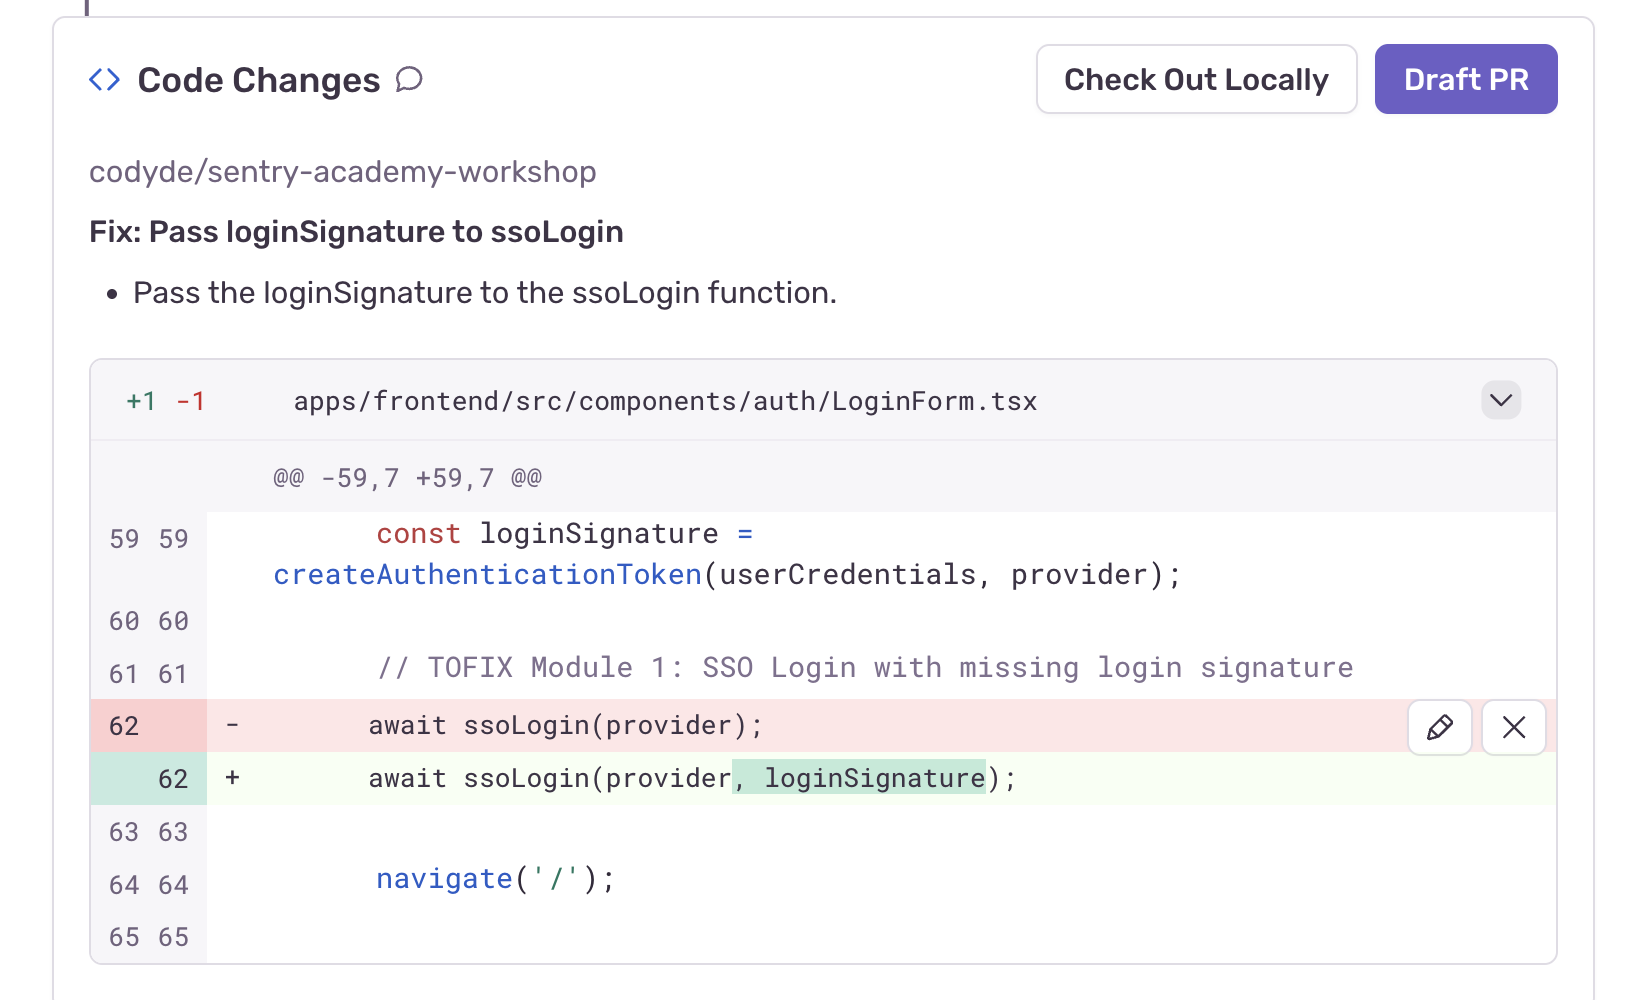 Code Changes
Check Out Locally
Draft PR
codyde/sentry-academy-workshop
Fix: Pass loginSignature to ssoLogin
• Pass the loginSignature to the ssoLogin function.
+1 -1 apps/frontend/src/components/auth/LoginForm.tsx
@@ -59,7 +59,7 @@
59 59 const loginSignature =
createAuthenticationToken(userCredentials, provider);
60 60
61 61 // TOFIX Module 1: SSO Login with missing login signature
62 - await ssoLogin(provider);
62 + await ssoLogin(provider, loginSignature);
63 63
64 64 navigate('/');
65 65